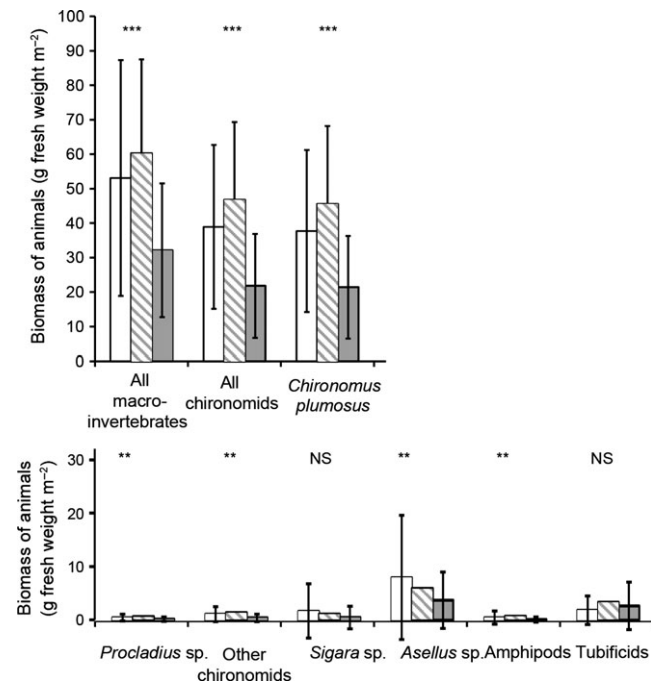 Biomass of animals (g fresh weight m⁻²)
100
90
80
70
60
50
40
30
20
10
0
*** *** ***
All macro-invertebrates
All chironomids
Chironomus plumosus
Biomass of animals
(g fresh weight m⁻²)
30
20
10
0
** ** NS ** ** NS
Procladius sp. Other chironomids Sigara sp. Asellus sp. Amphipods Tubificids